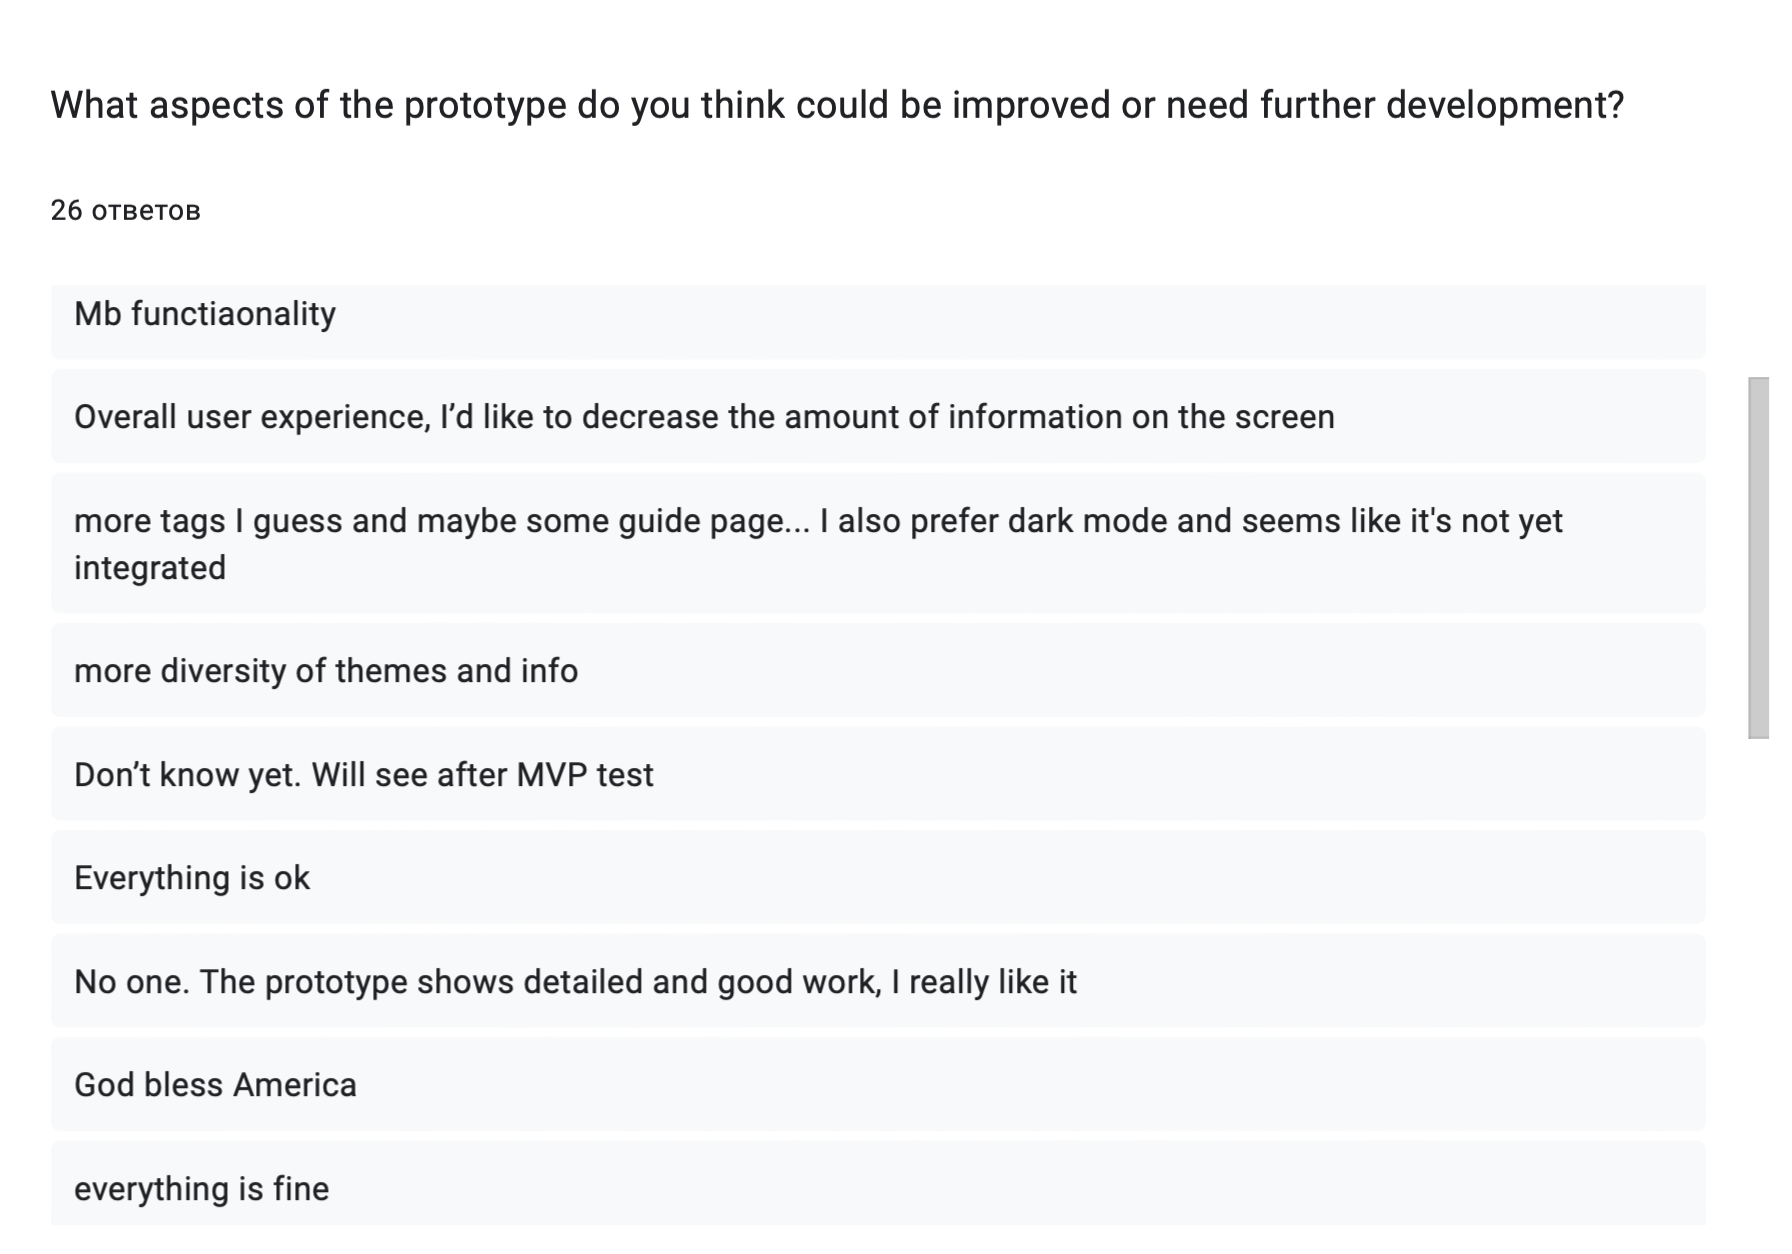 What aspects of the prototype do you think could be improved or need further development?
26 ответов
Mb functiaonality
Overall user experience, I’d like to decrease the amount of information on the screen
more tags I guess and maybe some guide page... I also prefer dark mode and seems like it's not yet
integrated
more diversity of themes and info
Don’t know yet. Will see after MVP test
Everything is ok
No one. The prototype shows detailed and good work, I really like it
God bless America
everything is fine